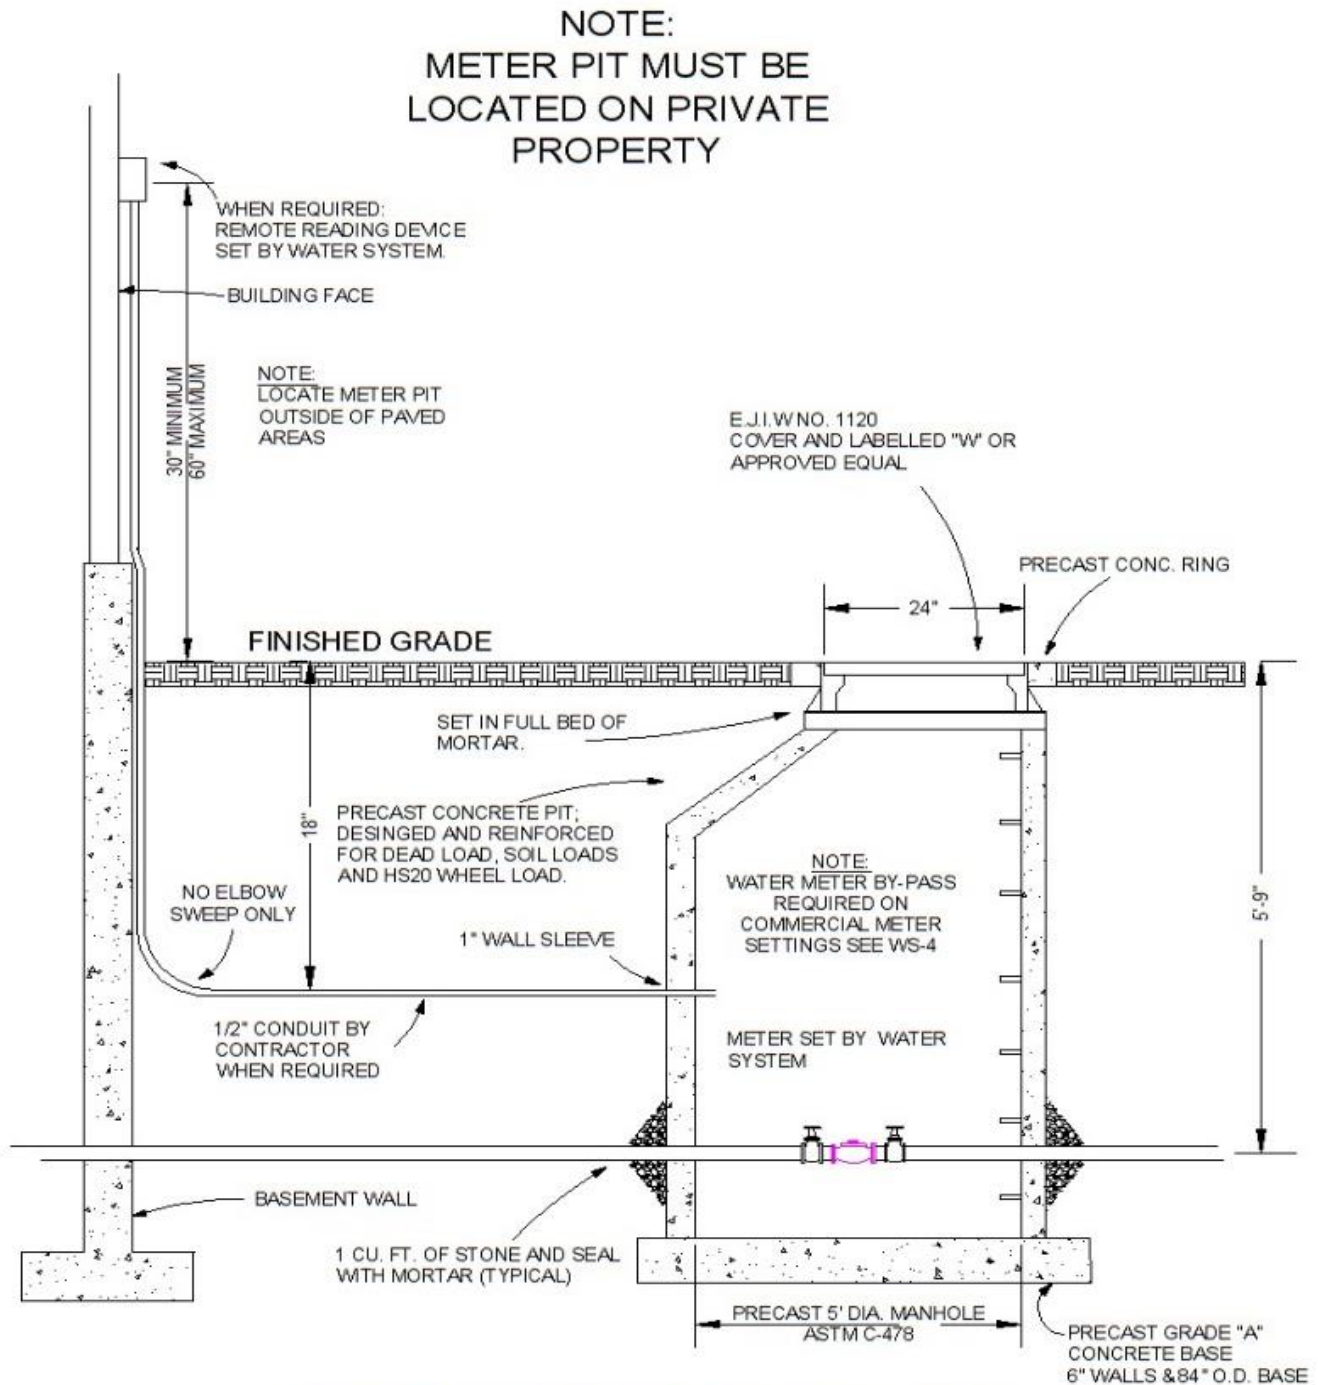 NOTE:
METER PIT MUST BE
LOCATED ON PRIVATE
PROPERTY
WHEN REQUIRED:
REMOTE READING DEVICE
SET BY WATER SYSTEM.
BUILDING FACE
30" MINIMUM
60" MAXIMUM
NOTE:
LOCATE METER PIT
OUTSIDE OF PAVED
AREAS
E.J.I.W NO. 1120
COVER AND LABELLED "W" OR
APPROVED EQUAL
PRECAST CONC. RING
24"
FINISHED GRADE
SET IN FULL BED OF
MORTAR.
18"
PRECAST CONCRETE PIT;
DESINGED AND REINFORCED
FOR DEAD LOAD, SOIL LOADS
AND HS20 WHEEL LOAD.
NOTE:
WATER METER BY-PASS
REQUIRED ON
COMMERCIAL METER
SETTINGS SEE WS-4
5'-9"
NO ELBOW
SWEEP ONLY
1" WALL SLEEVE
1/2" CONDUIT BY
CONTRACTOR
WHEN REQUIRED
METER SET BY WATER
SYSTEM
BASEMENT WALL
1 CU. FT. OF STONE AND SEAL
WITH MORTAR (TYPICAL)
PRECAST 5' DIA. MANHOLE
ASTM C-478
PRECAST GRADE "A"
CONCRETE BASE
6" WALLS & 84" O.D. BASE